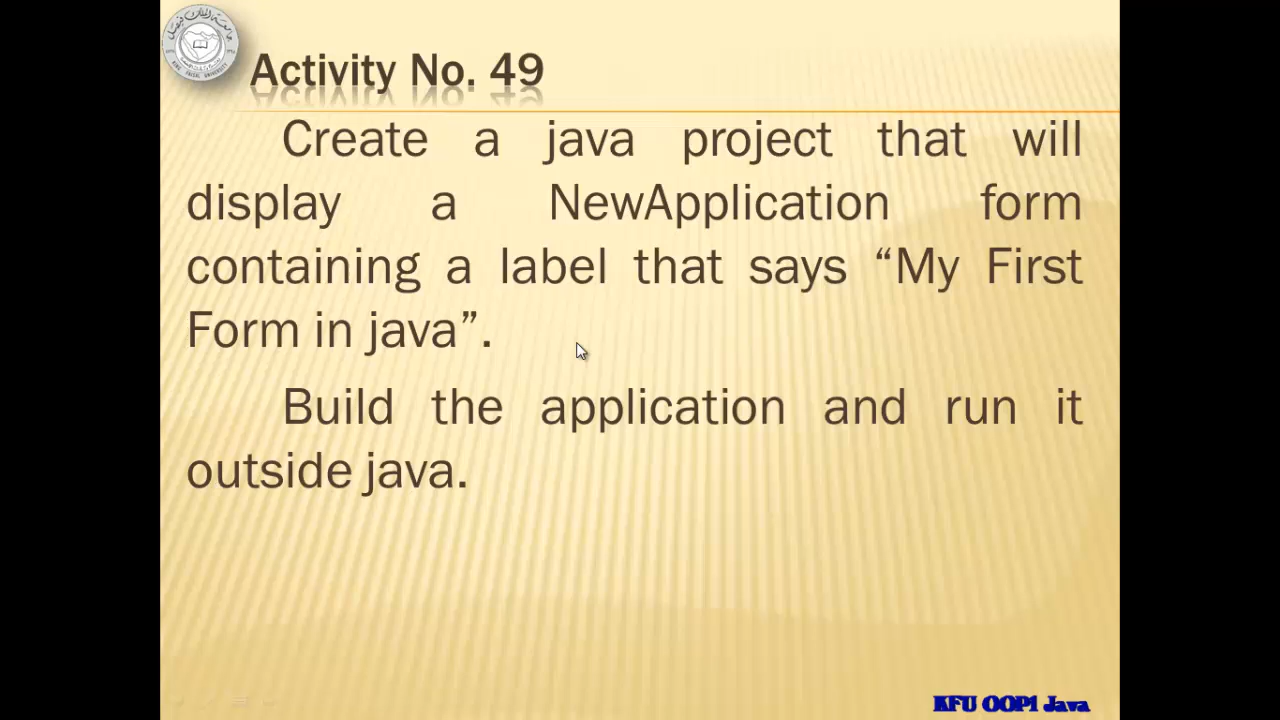 Activity No. 49
Create a java project that will
display a NewApplication form
containing a label that says “My First
Form in java”.
Build the application and run it
outside java.
KFU OOP1 Java